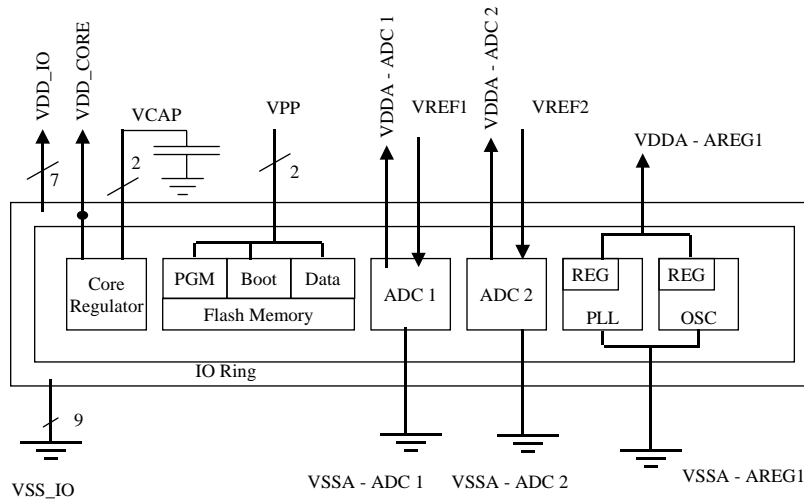 VDD_IO
VDD_CORE
VCAP
VPP
VDDA - ADC 1
VREF1
VDDA - ADC 2
VREF2
VDDA - AREG1
7
2
2
Core
Regulator
PGM
Boot
Data
Flash Memory
ADC 1
ADC 2
REG
PLL
REG
OSC
IO Ring
9
VSS_IO
VSSA - ADC 1
VSSA - ADC 2
VSSA - AREG1